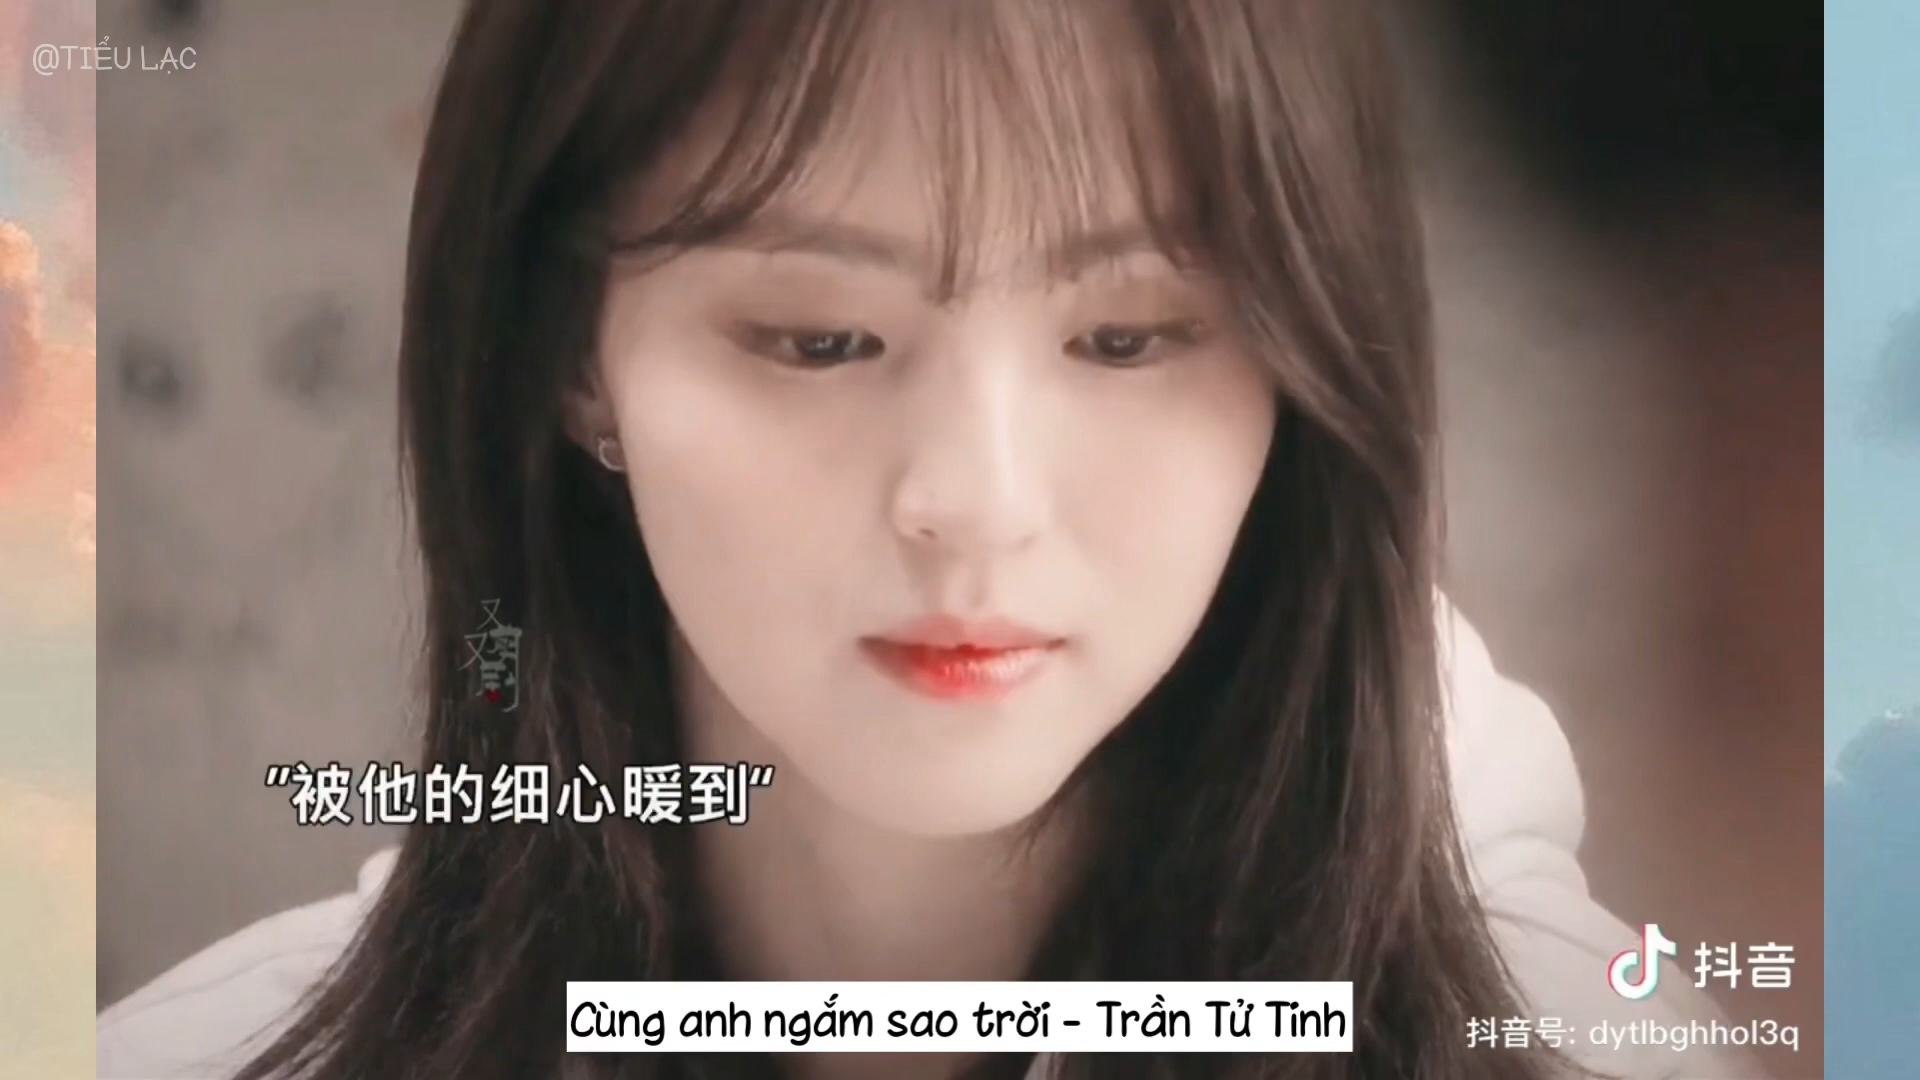 @TIỂU LẠC
"被他的细心暖到“
Cùng anh ngắm sao trời - Trần Tử Tinh
抖音
抖音号: dytlbghhol3q